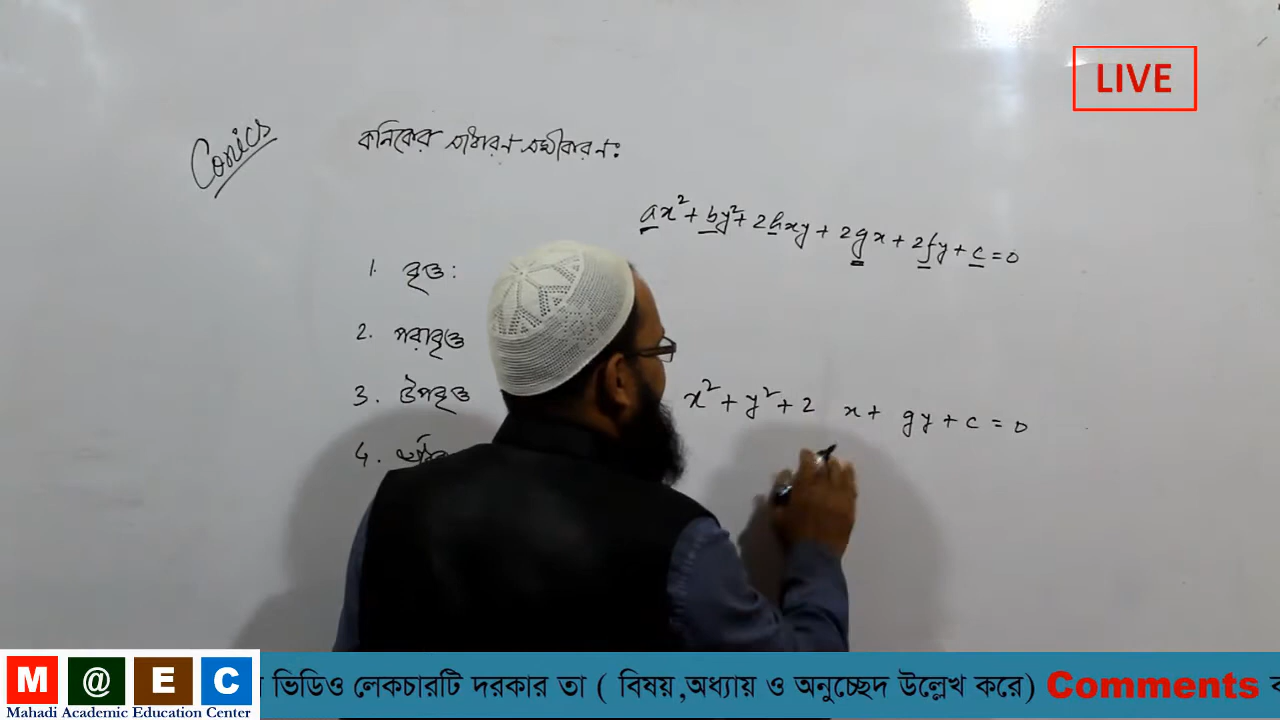 LIVE
Conics
কনিকের সাধারণ সমীকরণ:
ax² + by² + 2hxy + 2gx + 2fy + c = 0
1. বৃত্ত:
2. পরাবৃত্ত
3. উপবৃত্ত
x² + y² + 2 x + gy + c = 0
4.
M @ E C
Mahadi Academic Education Center
ভিডিও লেকচারটি দরকার তা ( বিষয়,অধ্যায় ও অনুচ্ছেদ উল্লেখ করে) Comments